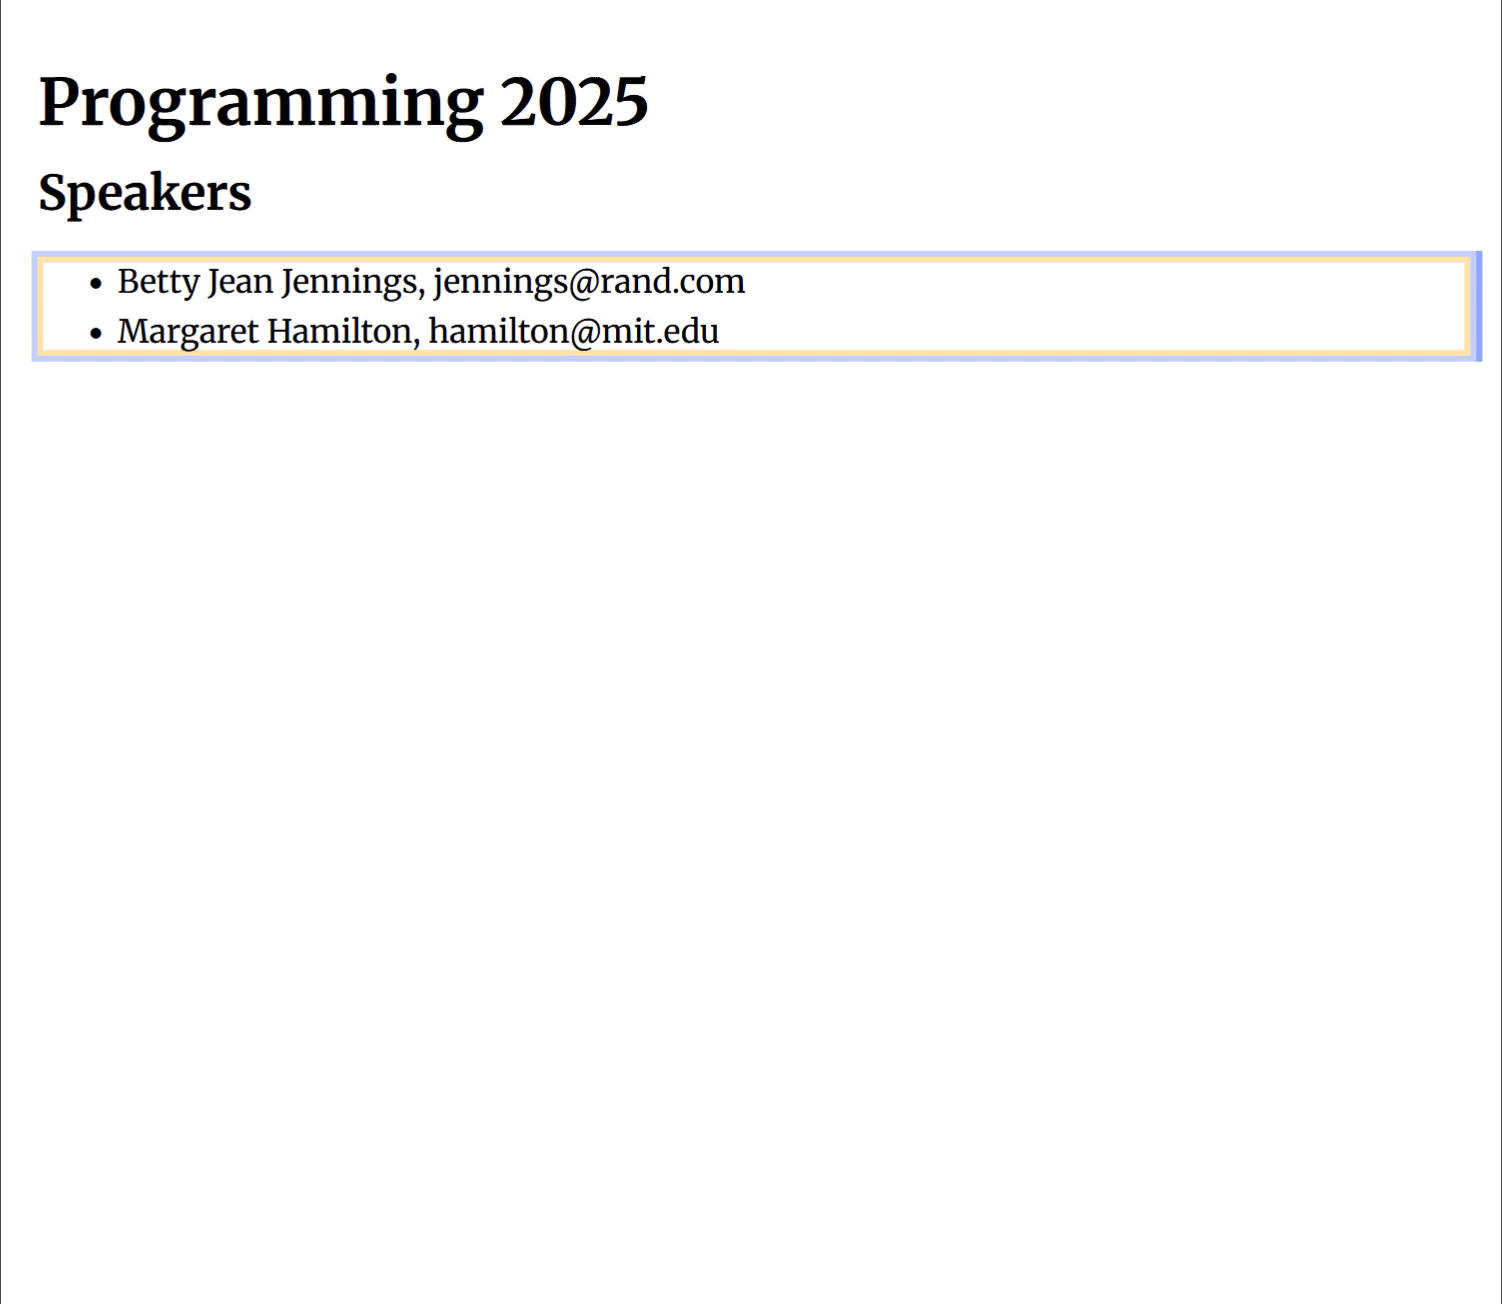 Programming 2025
Speakers
• Betty Jean Jennings, jennings@rand.com
• Margaret Hamilton, hamilton@mit.edu